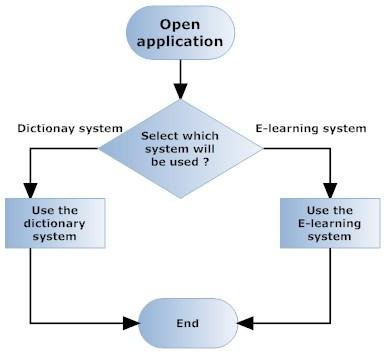 Open
application
Dictionay system
E-learning system
Select which
system will
be used ?
Use the
dictionary
system
Use the
E-learning
system
End